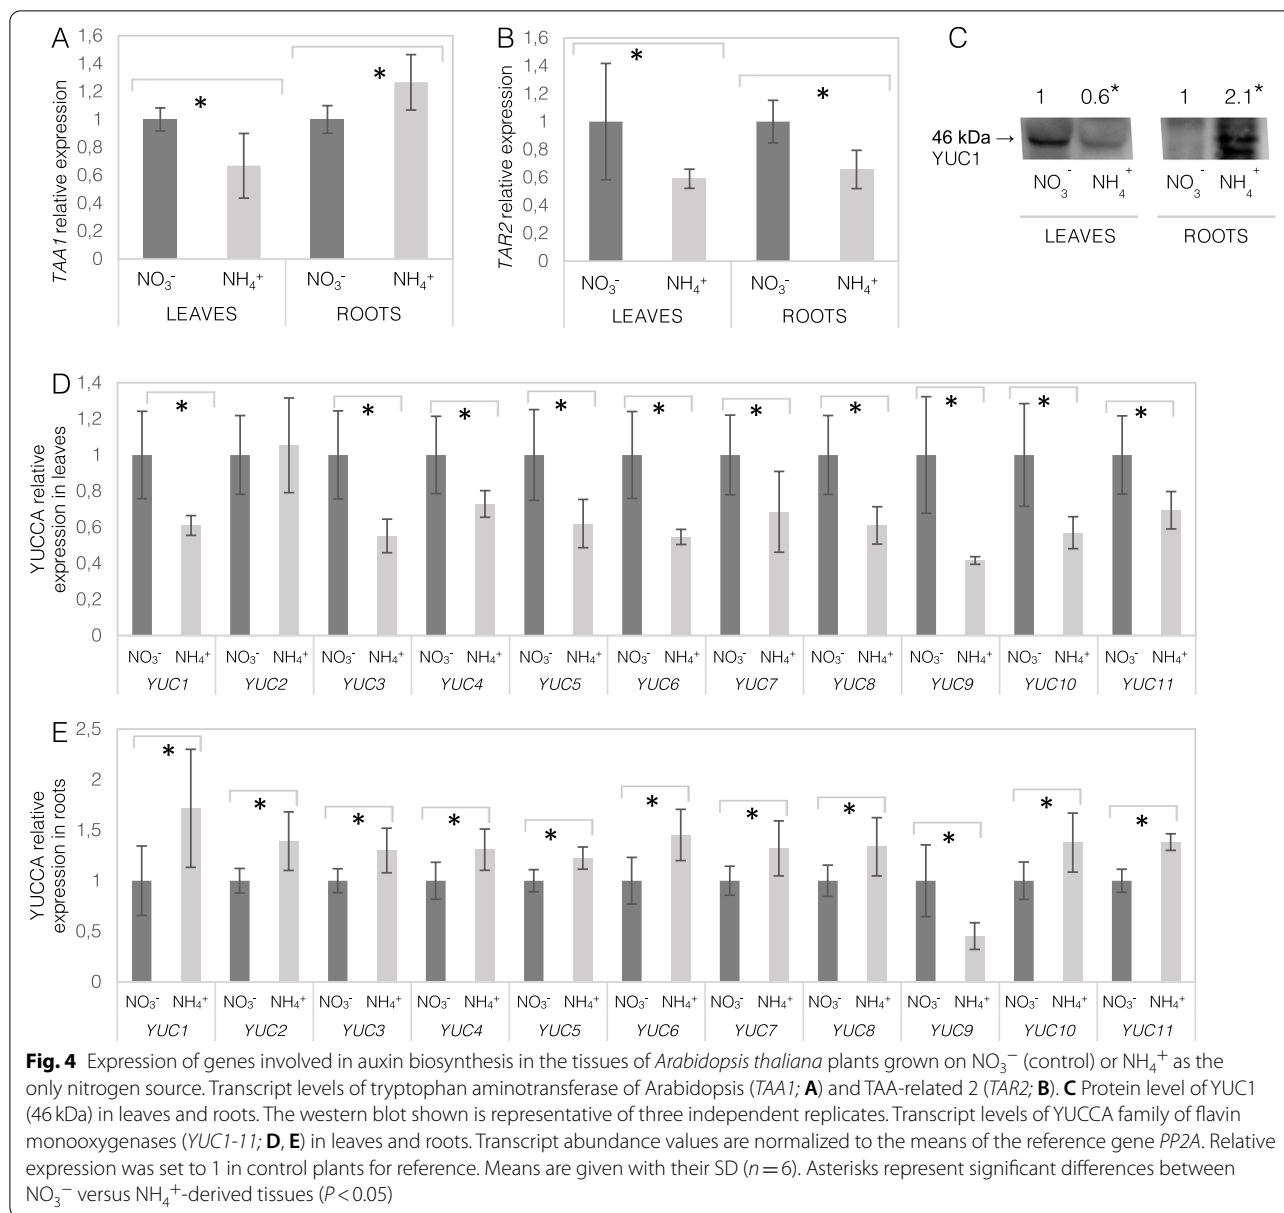 A
TAA1 relative expression
1,6
1,4
1,2
1
0,8
0,6
0,4
0,2
0
*
*
NO₃⁻ NH₄⁺ NO₃⁻ NH₄⁺
LEAVES ROOTS
B
TAR2 relative expression
1,6
1,4
1,2
1
0,8
0,6
0,4
0,2
0
*
*
NO₃⁻ NH₄⁺ NO₃⁻ NH₄⁺
LEAVES ROOTS
C
1 0.6* 1 2.1*
46 kDa →
YUC1
NO₃⁻ NH₄⁺ NO₃⁻ NH₄⁺
LEAVES ROOTS
D
YUCCA relative
expression in leaves
1,4
1,2
1
0,8
0,6
0,4
0,2
0
* * * * * * * * * *
NO₃⁻ NH₄⁺ NO₃⁻ NH₄⁺ NO₃⁻ NH₄⁺ NO₃⁻ NH₄⁺ NO₃⁻ NH₄⁺ NO₃⁻ NH₄⁺ NO₃⁻ NH₄⁺ NO₃⁻ NH₄⁺ NO₃⁻ NH₄⁺ NO₃⁻ NH₄⁺ NO₃⁻ NH₄⁺
YUC1 YUC2 YUC3 YUC4 YUC5 YUC6 YUC7 YUC8 YUC9 YUC10 YUC11
E
YUCCA relative
expression in roots
2,5
2
1,5
1
0,5
0
* * * * * * * * * * *
NO₃⁻ NH₄⁺ NO₃⁻ NH₄⁺ NO₃⁻ NH₄⁺ NO₃⁻ NH₄⁺ NO₃⁻ NH₄⁺ NO₃⁻ NH₄⁺ NO₃⁻ NH₄⁺ NO₃⁻ NH₄⁺ NO₃⁻ NH₄⁺ NO₃⁻ NH₄⁺ NO₃⁻ NH₄⁺
YUC1 YUC2 YUC3 YUC4 YUC5 YUC6 YUC7 YUC8 YUC9 YUC10 YUC11
Fig. 4 Expression of genes involved in auxin biosynthesis in the tissues of Arabidopsis thaliana plants grown on NO₃⁻ (control) or NH₄⁺ as the
only nitrogen source. Transcript levels of tryptophan aminotransferase of Arabidopsis (TAA1; A) and TAA-related 2 (TAR2; B). C Protein level of YUC1
(46 kDa) in leaves and roots. The western blot shown is representative of three independent replicates. Transcript levels of YUCCA family of flavin
monooxygenases (YUC1-11; D, E) in leaves and roots. Transcript abundance values are normalized to the means of the reference gene PP2A. Relative
expression was set to 1 in control plants for reference. Means are given with their SD (n = 6). Asterisks represent significant differences between
NO₃⁻ versus NH₄⁺-derived tissues (P < 0.05)